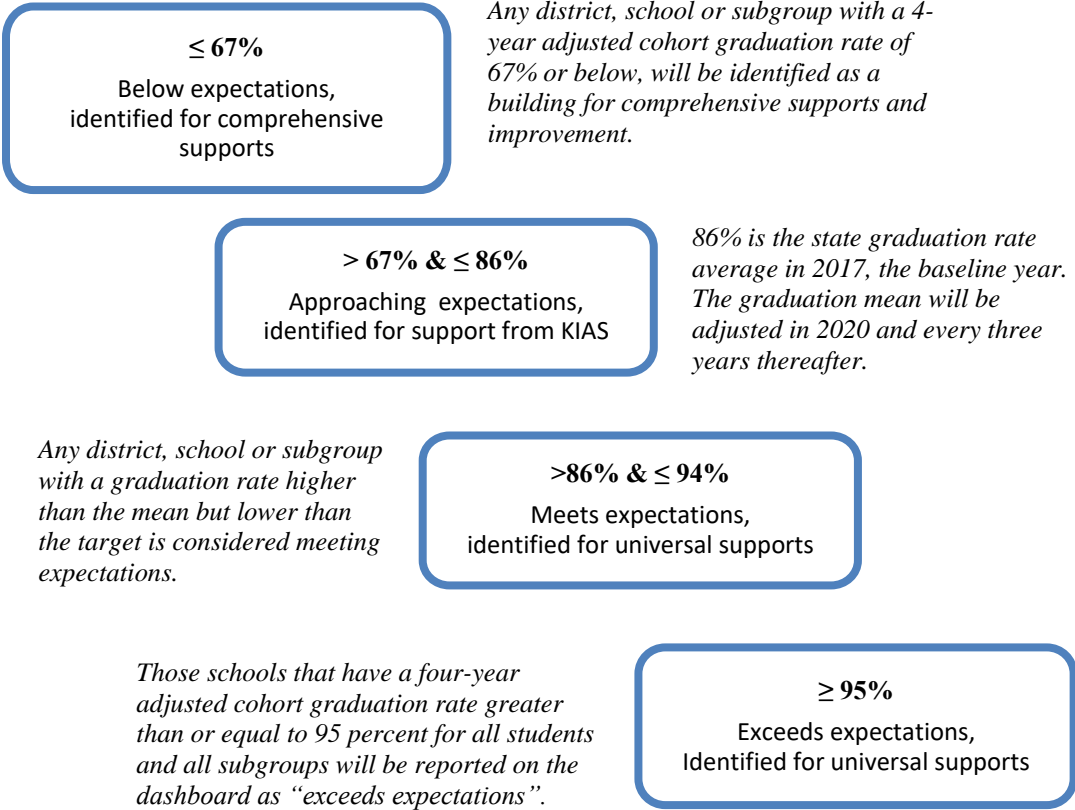 ≤ 67%
Below expectations,
identified for comprehensive
supports
Any district, school or subgroup with a 4-
year adjusted cohort graduation rate of
67% or below, will be identified as a
building for comprehensive supports and
improvement.
> 67% & ≤ 86%
Approaching expectations,
identified for support from KIAS
86% is the state graduation rate
average in 2017, the baseline year.
The graduation mean will be
adjusted in 2020 and every three
years thereafter.
Any district, school or subgroup
with a graduation rate higher
than the mean but lower than
the target is considered meeting
expectations.
>86% & ≤ 94%
Meets expectations,
identified for universal supports
Those schools that have a four-year
adjusted cohort graduation rate greater
than or equal to 95 percent for all students
and all subgroups will be reported on the
dashboard as “exceeds expectations”.
≥ 95%
Exceeds expectations,
Identified for universal supports